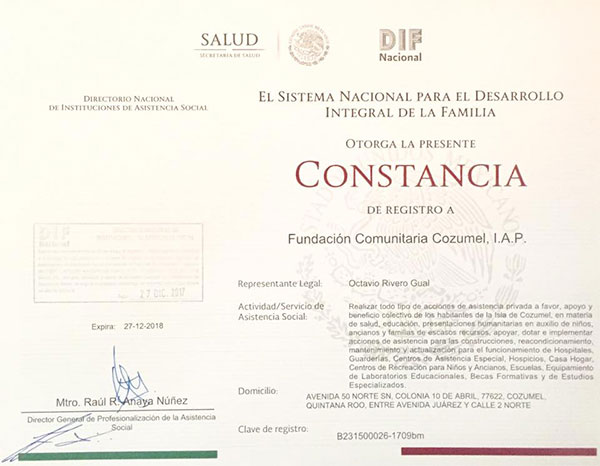 SALUD
SECRETARÍA DE SALUD
DIF
Nacional
DIRECTORIO NACIONAL
DE INSTITUCIONES DE ASISTENCIA SOCIAL
EL SISTEMA NACIONAL PARA EL DESARROLLO
INTEGRAL DE LA FAMILIA
OTORGA LA PRESENTE
CONSTANCIA
DE REGISTRO A
Fundación Comunitaria Cozumel, I.A.P.
Representante Legal: Octavio Rivero Gual
Actividad/Servicio de
Asistencia Social:
Realizar todo tipo de acciones de asistencia privada a favor, apoyo y
beneficio colectivo de los habitantes de la Isla de Cozumel, en materia
de salud, educación, presentaciones humanitarias en auxilio de niños,
ancianos y familias de escatos recursos, apoyar, dotar e implementar
acciones de asistencia para las construcciones, reacondicionamiento,
mantenimiento y actualización para el funcionamiento de Hospitales,
Guarderías, Centros de Asistencia Especial, Hospicios, Casa Hogar,
Centros de Recreación para Niños y Ancianos, Escuelas, Equipamiento
de Laboratorios Educacionales, Becas Formativas y de Estudios
Especializados.
Domicilio:
AVENIDA 50 NORTE SN, COLONIA 10 DE ABRIL, 77622, COZUMEL,
QUINTANA ROO, ENTRE AVENIDA JUÁREZ Y CALLE 2 NORTE
Clave de registro: B231500026-1709bm
27 DIC. 2017
Expira: 27-12-2018
Mtro. Raúl R. Anaya Núñez
Director General de Profesionalización de la Asistencia
Social